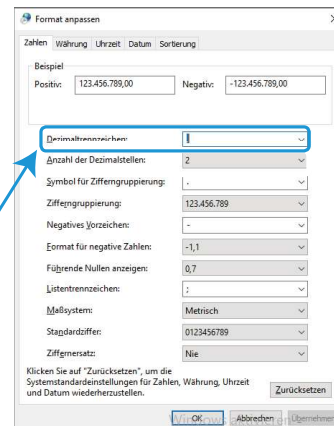 Format anpassen
Zahlen Währung Uhrzeit Datum Sortierung
Beispiel
Positiv: 123.456.789,00 Negativ: -123.456.789,00
Dezimaltrennzeichen: ,
Anzahl der Dezimalstellen: 2
Symbol für Zifferngruppierung: .
Zifferngruppierung: 123.456.789
Negatives Vorzeichen: -
Format für negative Zahlen: -1,1
Führende Nullen anzeigen: 0,7
Listentrennzeichen: ;
Maßsystem: Metrisch
Standardziffer: 0123456789
Ziffernersatz: Nie
Klicken Sie auf "Zurücksetzen", um die
Systemstandardeinstellungen für Zahlen, Währung, Uhrzeit
und Datum wiederherzustellen.
Zurücksetzen
OK Abbrechen Übernehmen